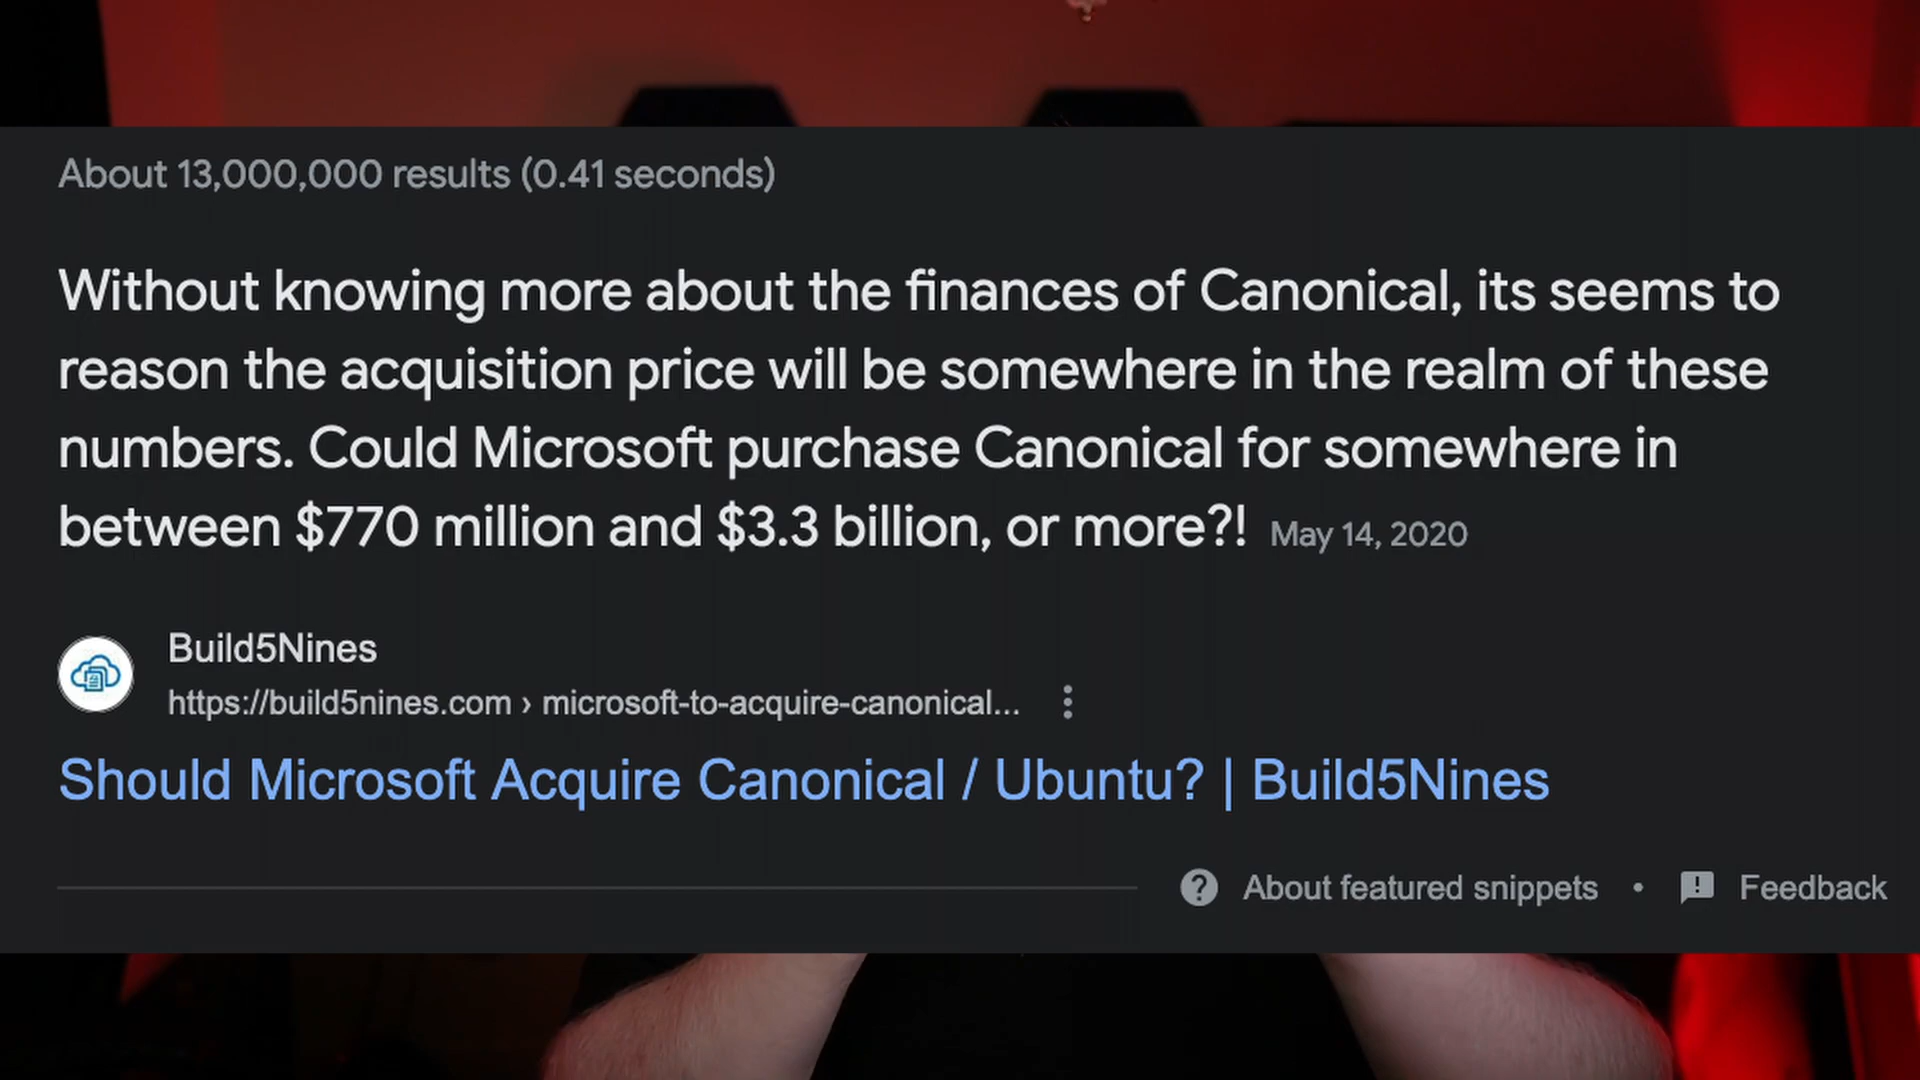 About 13,000,000 results (0.41 seconds)
Without knowing more about the finances of Canonical, its seems to
reason the acquisition price will be somewhere in the realm of these
numbers. Could Microsoft purchase Canonical for somewhere in
between $770 million and $3.3 billion, or more?! May 14, 2020
Build5Nines
https://build5nines.com › microsoft-to-acquire-canonical...
Should Microsoft Acquire Canonical / Ubuntu? | Build5Nines
About featured snippets • Feedback